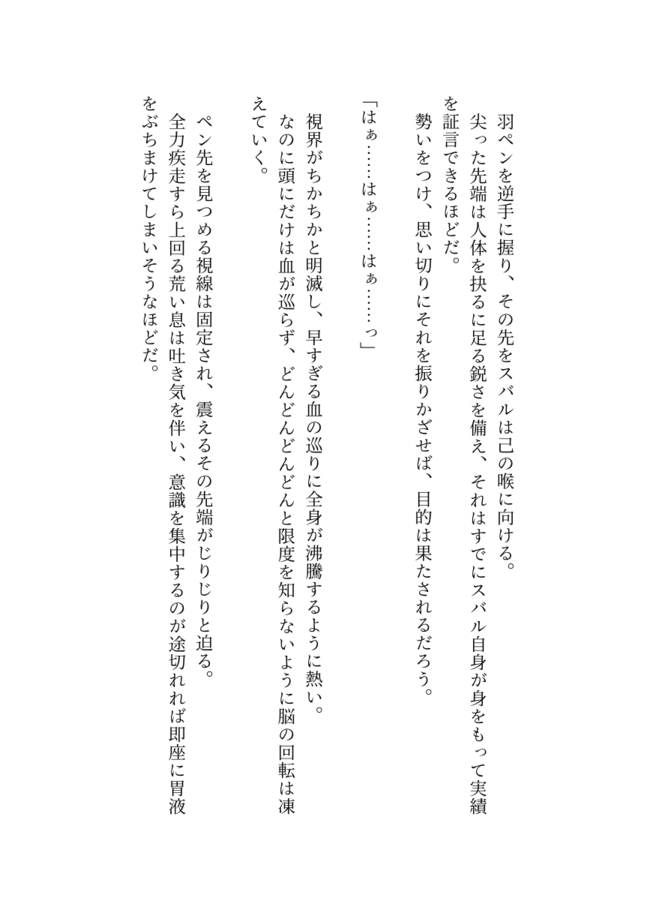 羽ペンを逆手に握り、その先をスバルは己の喉に向ける。
尖った先端は人体を抉るに足る鋭さを備え、それはすでにスバル自身が身をもって実績
を証言できるほどだ。
勢いをつけ、思い切りにそれを振りかざせば、目的は果たされるだろう。
「はぁ……はぁ……はぁ……っ」
視界がちかちかと明滅し、早すぎる血の巡りに全身が沸騰するように熱い。
なのに頭にだけは血が巡らず、どんどんどんどんと限度を知らないように脳の回転は凍
えていく。
ペン先を見つめる視線は固定され、震えるその先端がじりじりと迫る。
全力疾走すら上回る荒い息は吐き気を伴い、意識を集中するのが途切れれば即座に胃液
をぶちまけてしまいそうなほどだ。